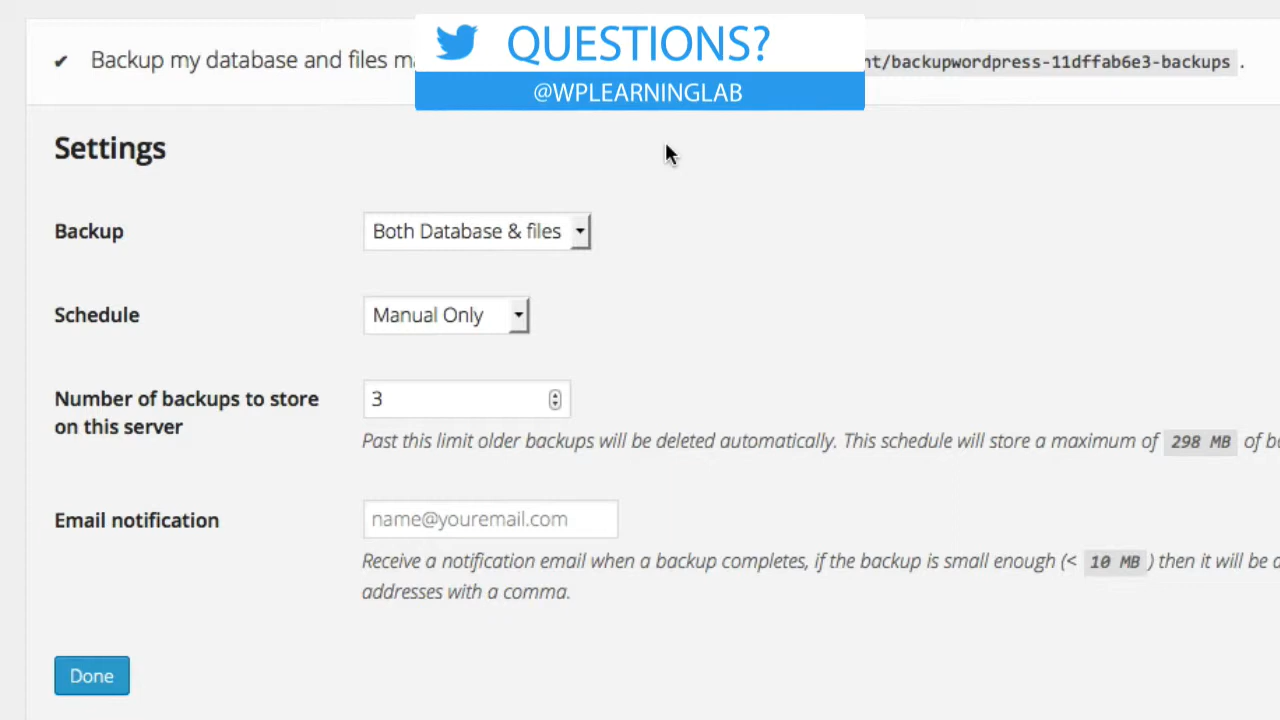 QUESTIONS?
@WPLEARNINGLAB
✔ Backup my database and files /backupwordpress-11dffab6e3-backups .
Settings
Backup
Both Database & files
Schedule
Manual Only
Number of backups to store
on this server
3
Past this limit older backups will be deleted automatically. This schedule will store a maximum of 298 MB of
Email notification
name@youremail.com
Receive a notification email when a backup completes, if the backup is small enough (< 10 MB ) then it will be
addresses with a comma.
Done